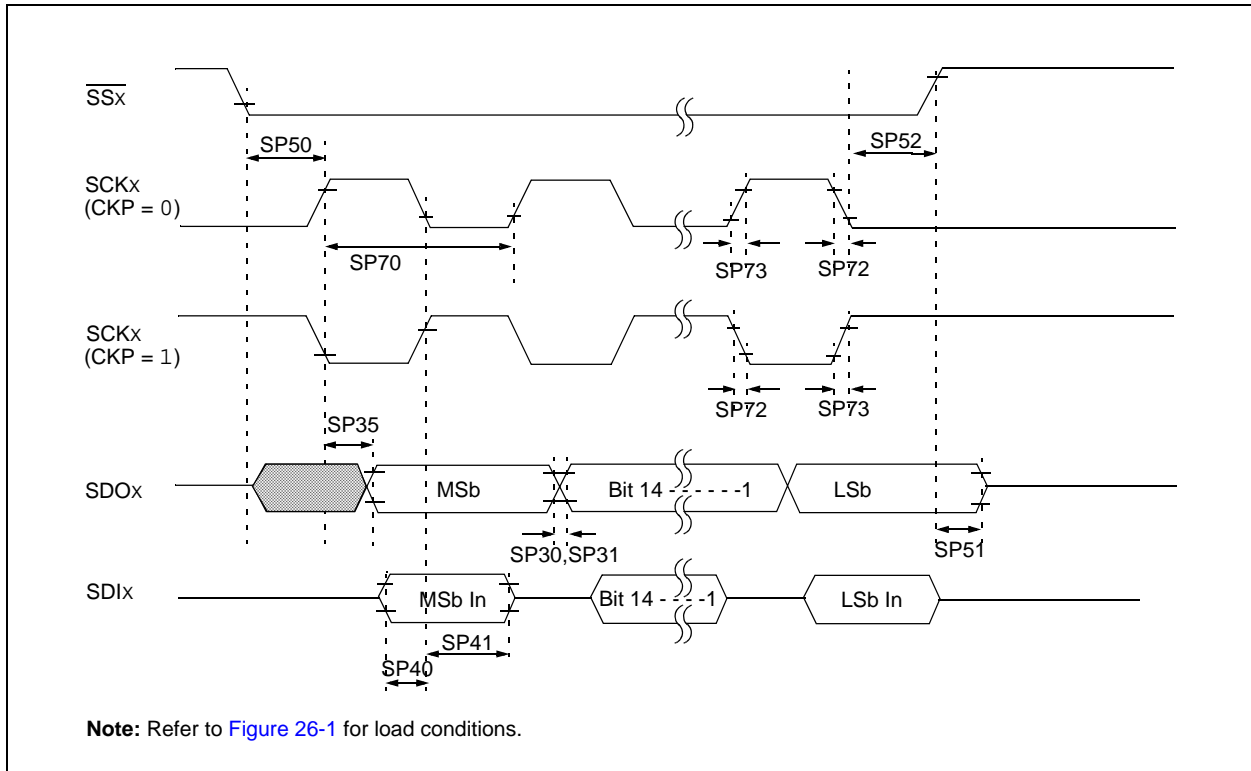 SSX
SP50
SP52
SCKX
(CKP = 0)
SP70
SP73
SP72
SCKX
(CKP = 1)
SP72
SP73
SP35
SDOX
MSb
Bit 14 - - - - - -1
LSb
SP30,SP31
SP51
SDIX
MSb In
Bit 14 - - - -1
LSb In
SP41
SP40
Note: Refer to Figure 26-1 for load conditions.